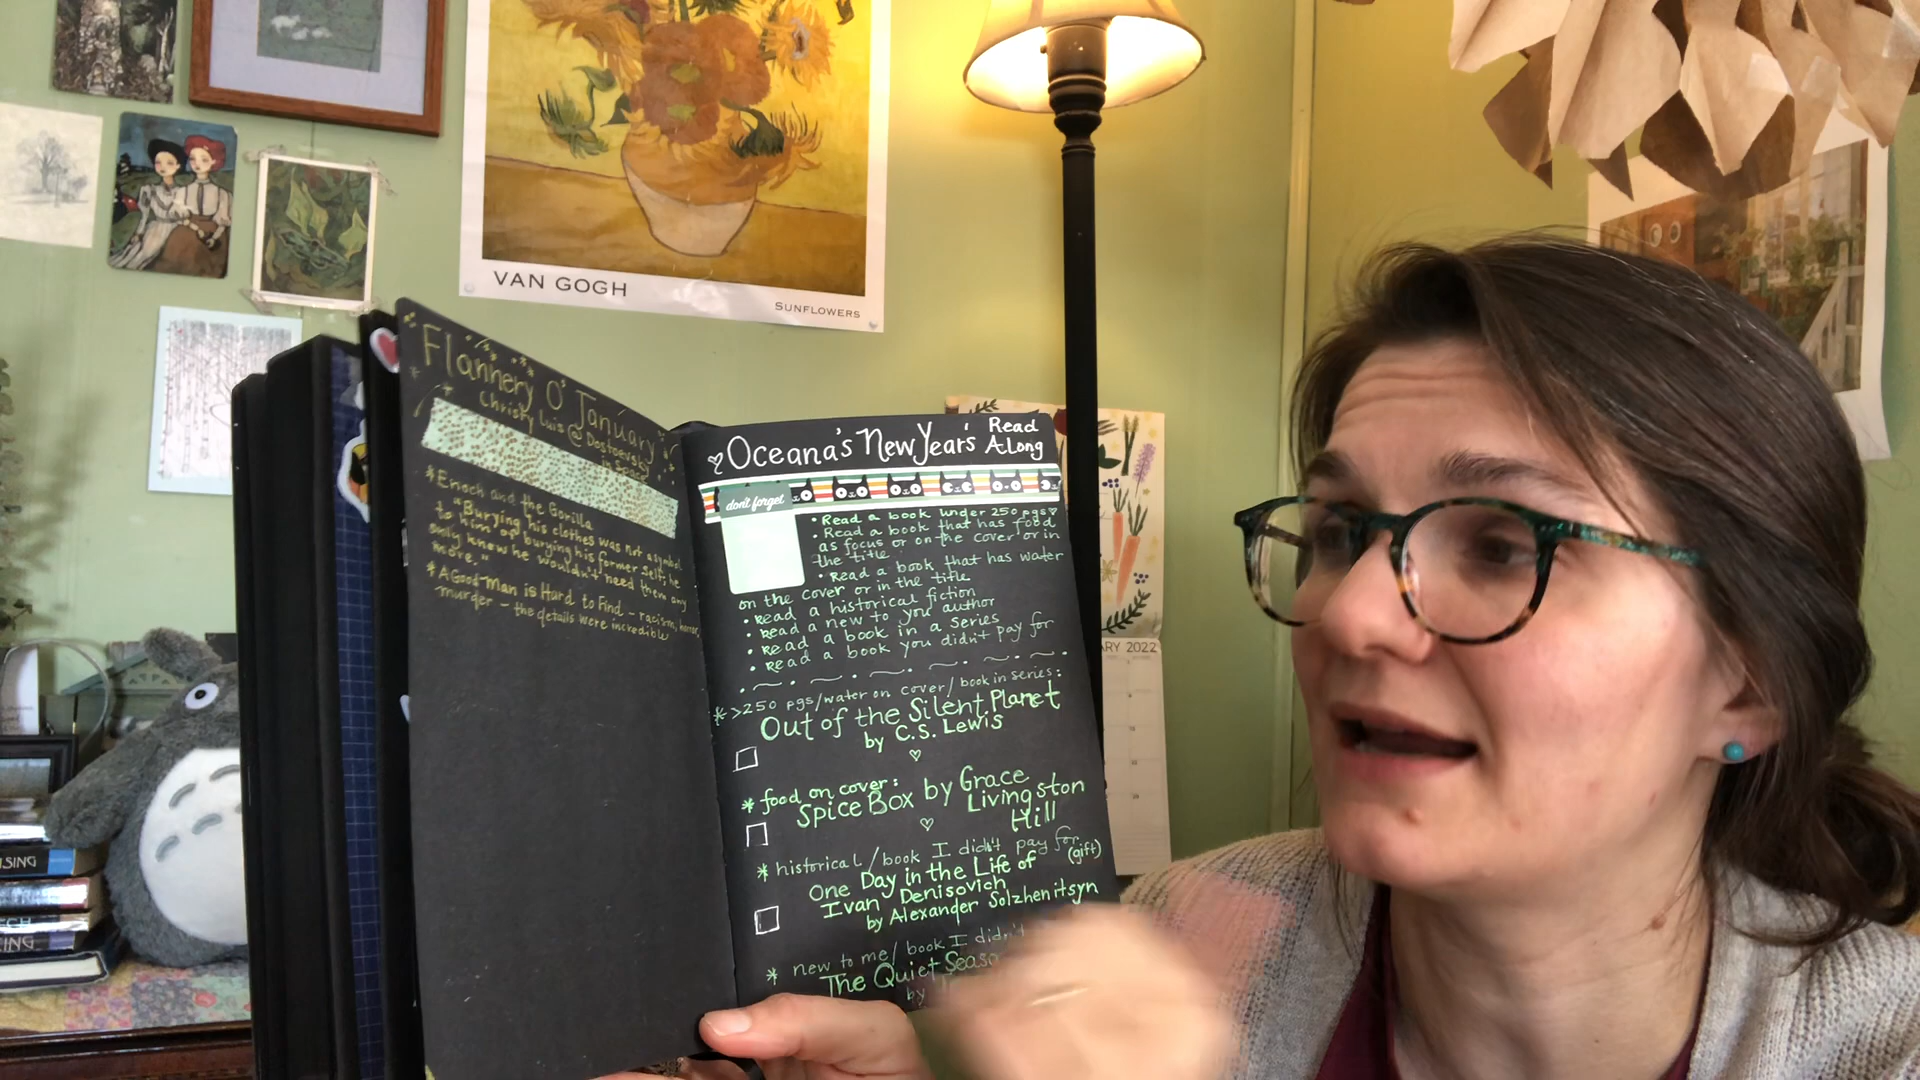 VAN GOGH
SUNFLOWERS
Flannery O'January
Christy Luis @ Dostoevsky
in space
*Enoch and the Gorilla
"Burying his clothes was not a symbol
to him of burying his former self; he
only knew he wouldn't need them any
more."
*A Good Man is Hard to Find - racism, horror,
murder - the details were incredible
Oceana's New Year's Read
Along
don't forget
• Read a book under 250 pgs
• Read a book that has food
as focus or on the cover or in
the title
• Read a book that has water
on the cover or in the title
• read a historical fiction
• read a new to you author
• read a book in a series
• read a book you didn't pay for
* >250 pgs/water on cover/book in series:
Out of the Silent Planet
by C.S. Lewis
* food on cover:
Spice Box by Grace
Livingston
Hill
* historical/book I didn't pay for
(gift)
One Day in the Life of
Ivan Denisovich
by Alexander Solzhenitsyn
* new to me/book I didn't
The Quiet
by
ARY 2022